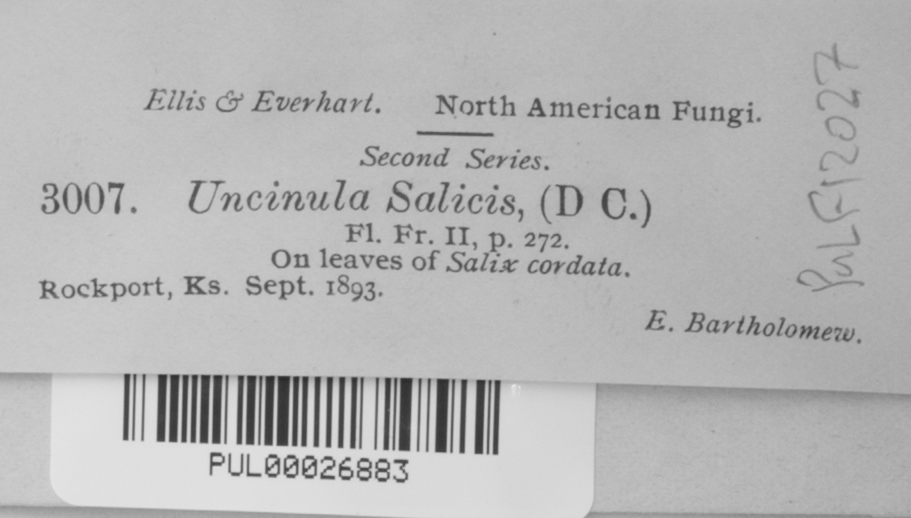 Ellis & Everhart. North American Fungi.
Second Series.
3007. Uncinula Salicis, (D C.)
Fl. Fr. II, p. 272.
On leaves of Salix cordata.
Rockport, Ks. Sept. 1893.
E. Bartholomew.
PUL F12027
PUL00026883